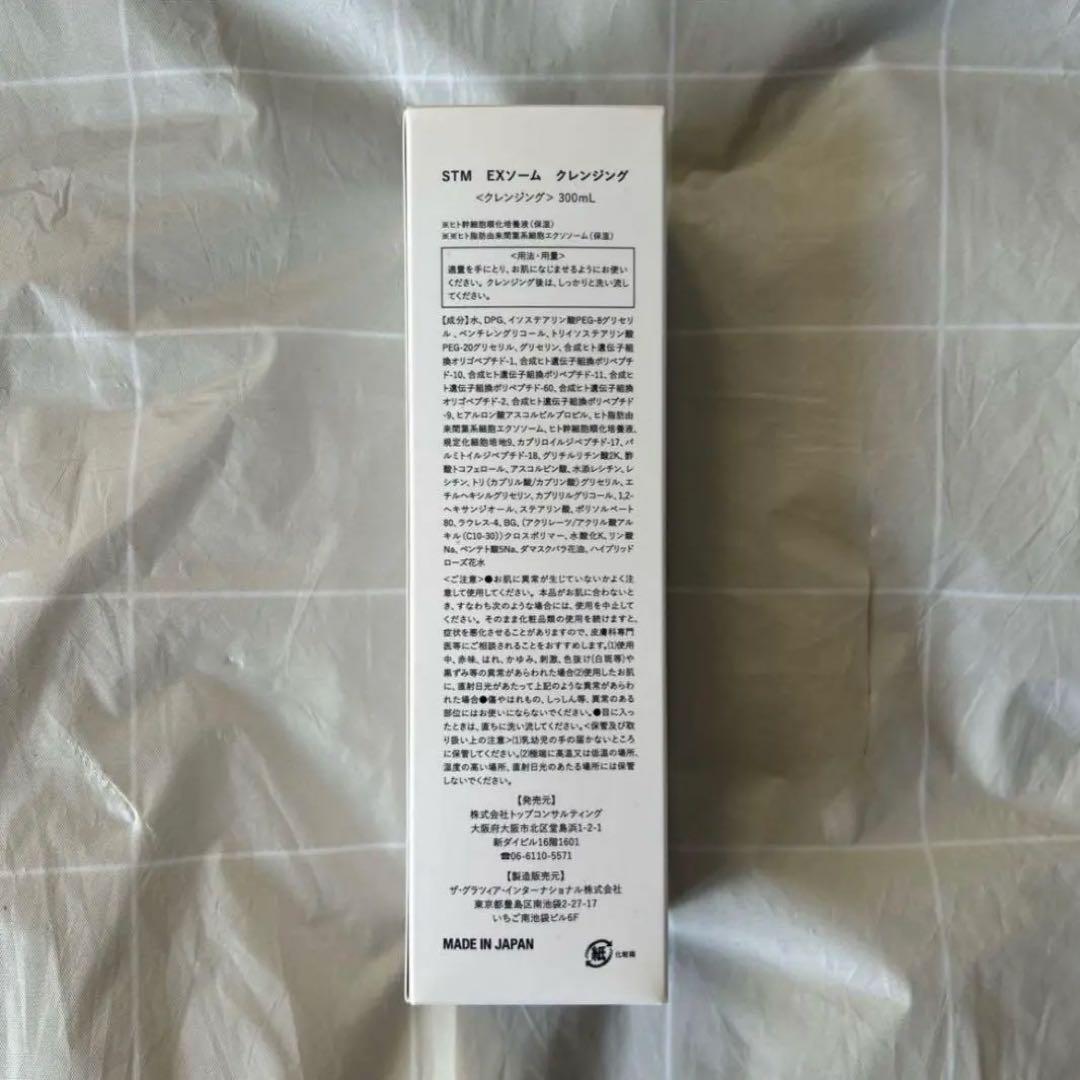 STM EXソーム クレンジング
<クレンジング> 300mL
※ヒト幹細胞順化培養液(保湿)
※※ヒト脂肪由来間葉系細胞エクソソーム(保湿)
<用法・用量>
適量を手にとり、お肌になじませるようにお使い
ください。クレンジング後は、しっかりと洗い流し
てください。
【成分】水、DPG、イソステアリン酸PEG-8グリセリ
ル、ペンチレングリコール、トリイソステアリン酸
PEG-20グリセリル、グリセリン、合成ヒト遺伝子組
換オリゴペプチド-1、合成ヒト遺伝子組換ポリペプチ
ド-10、合成ヒト遺伝子組換ポリペプチド-11、合成ヒ
ト遺伝子組換ポリペプチド-60、合成ヒト遺伝子組換
オリゴペプチド-2、合成ヒト遺伝子組換ポリペプチド
-9、ヒアルロン酸アスコルビルプロピル、ヒト脂肪由
来間葉系細胞エクソソーム、ヒト幹細胞順化培養液、
規定化細胞培地9、カプリロイルジペプチド-17、パ
ルミトイルジペプチド-18、グリチルリチン酸2K、酢
酸トコフェロール、アスコルビン酸、水添レシチン、レ
シチン、トリ(カプリル酸/カプリン酸)グリセリル、エ
チルヘキシルグリセリン、カプリリルグリコール、1,2-
ヘキサンジオール、ステアリン酸、ポリソルベート
80、ラウレス-4、BG、(アクリレーツ/アクリル酸アル
キル(C10-30))クロスポリマー、水酸化K、リン酸
Na、ペンテト酸5Na、ダマスクバラ花油、ハイブリッド
ローズ花水
<ご注意>●お肌に異常が生じていないかよく注
意して使用してください。本品がお肌に合わないと
き、すなわち次のような場合には、使用を中止して
ください。そのまま化粧品類の使用を続けますと、
症状を悪化させることがありますので、皮膚科専門
医等にご相談されることをおすすめします。(1)使用
中、赤味、はれ、かゆみ、刺激、色抜け(白斑等)や
黒ずみ等の異常があらわれた場合(2)使用したお肌
に、直射日光があたって上記のような異常があらわ
れた場合●傷やはれもの、しっしん等、異常のある
部位にはお使いにならないでください。●目に入っ
たときは、直ちに洗い流してください。<保管及び取
り扱い上の注意>(1)乳幼児の手の届かないところ
に保管してください。(2)極端に高温又は低温の場所、
湿度の高い場所、直射日光のあたる場所には保管
しないでください。
【発売元】
株式会社トップコンサルティング
大阪府大阪市北区堂島浜1-2-1
新ダイビル16階1601
☎06-6110-5571
【製造販売元】
ザ・グラツィア・インターナショナル株式会社
東京都豊島区南池袋2-27-17
いちご南池袋ビル6F
MADE IN JAPAN
紙 化粧箱